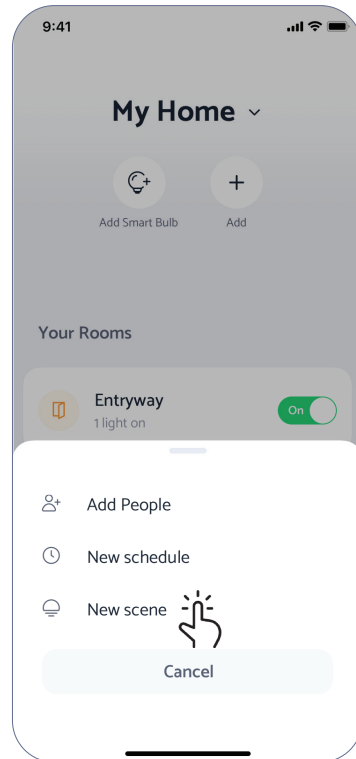 9:41
My Home
Add Smart Bulb
Add
Your Rooms
Entryway
On
1 light on
Add People
New schedule
New scene
Cancel